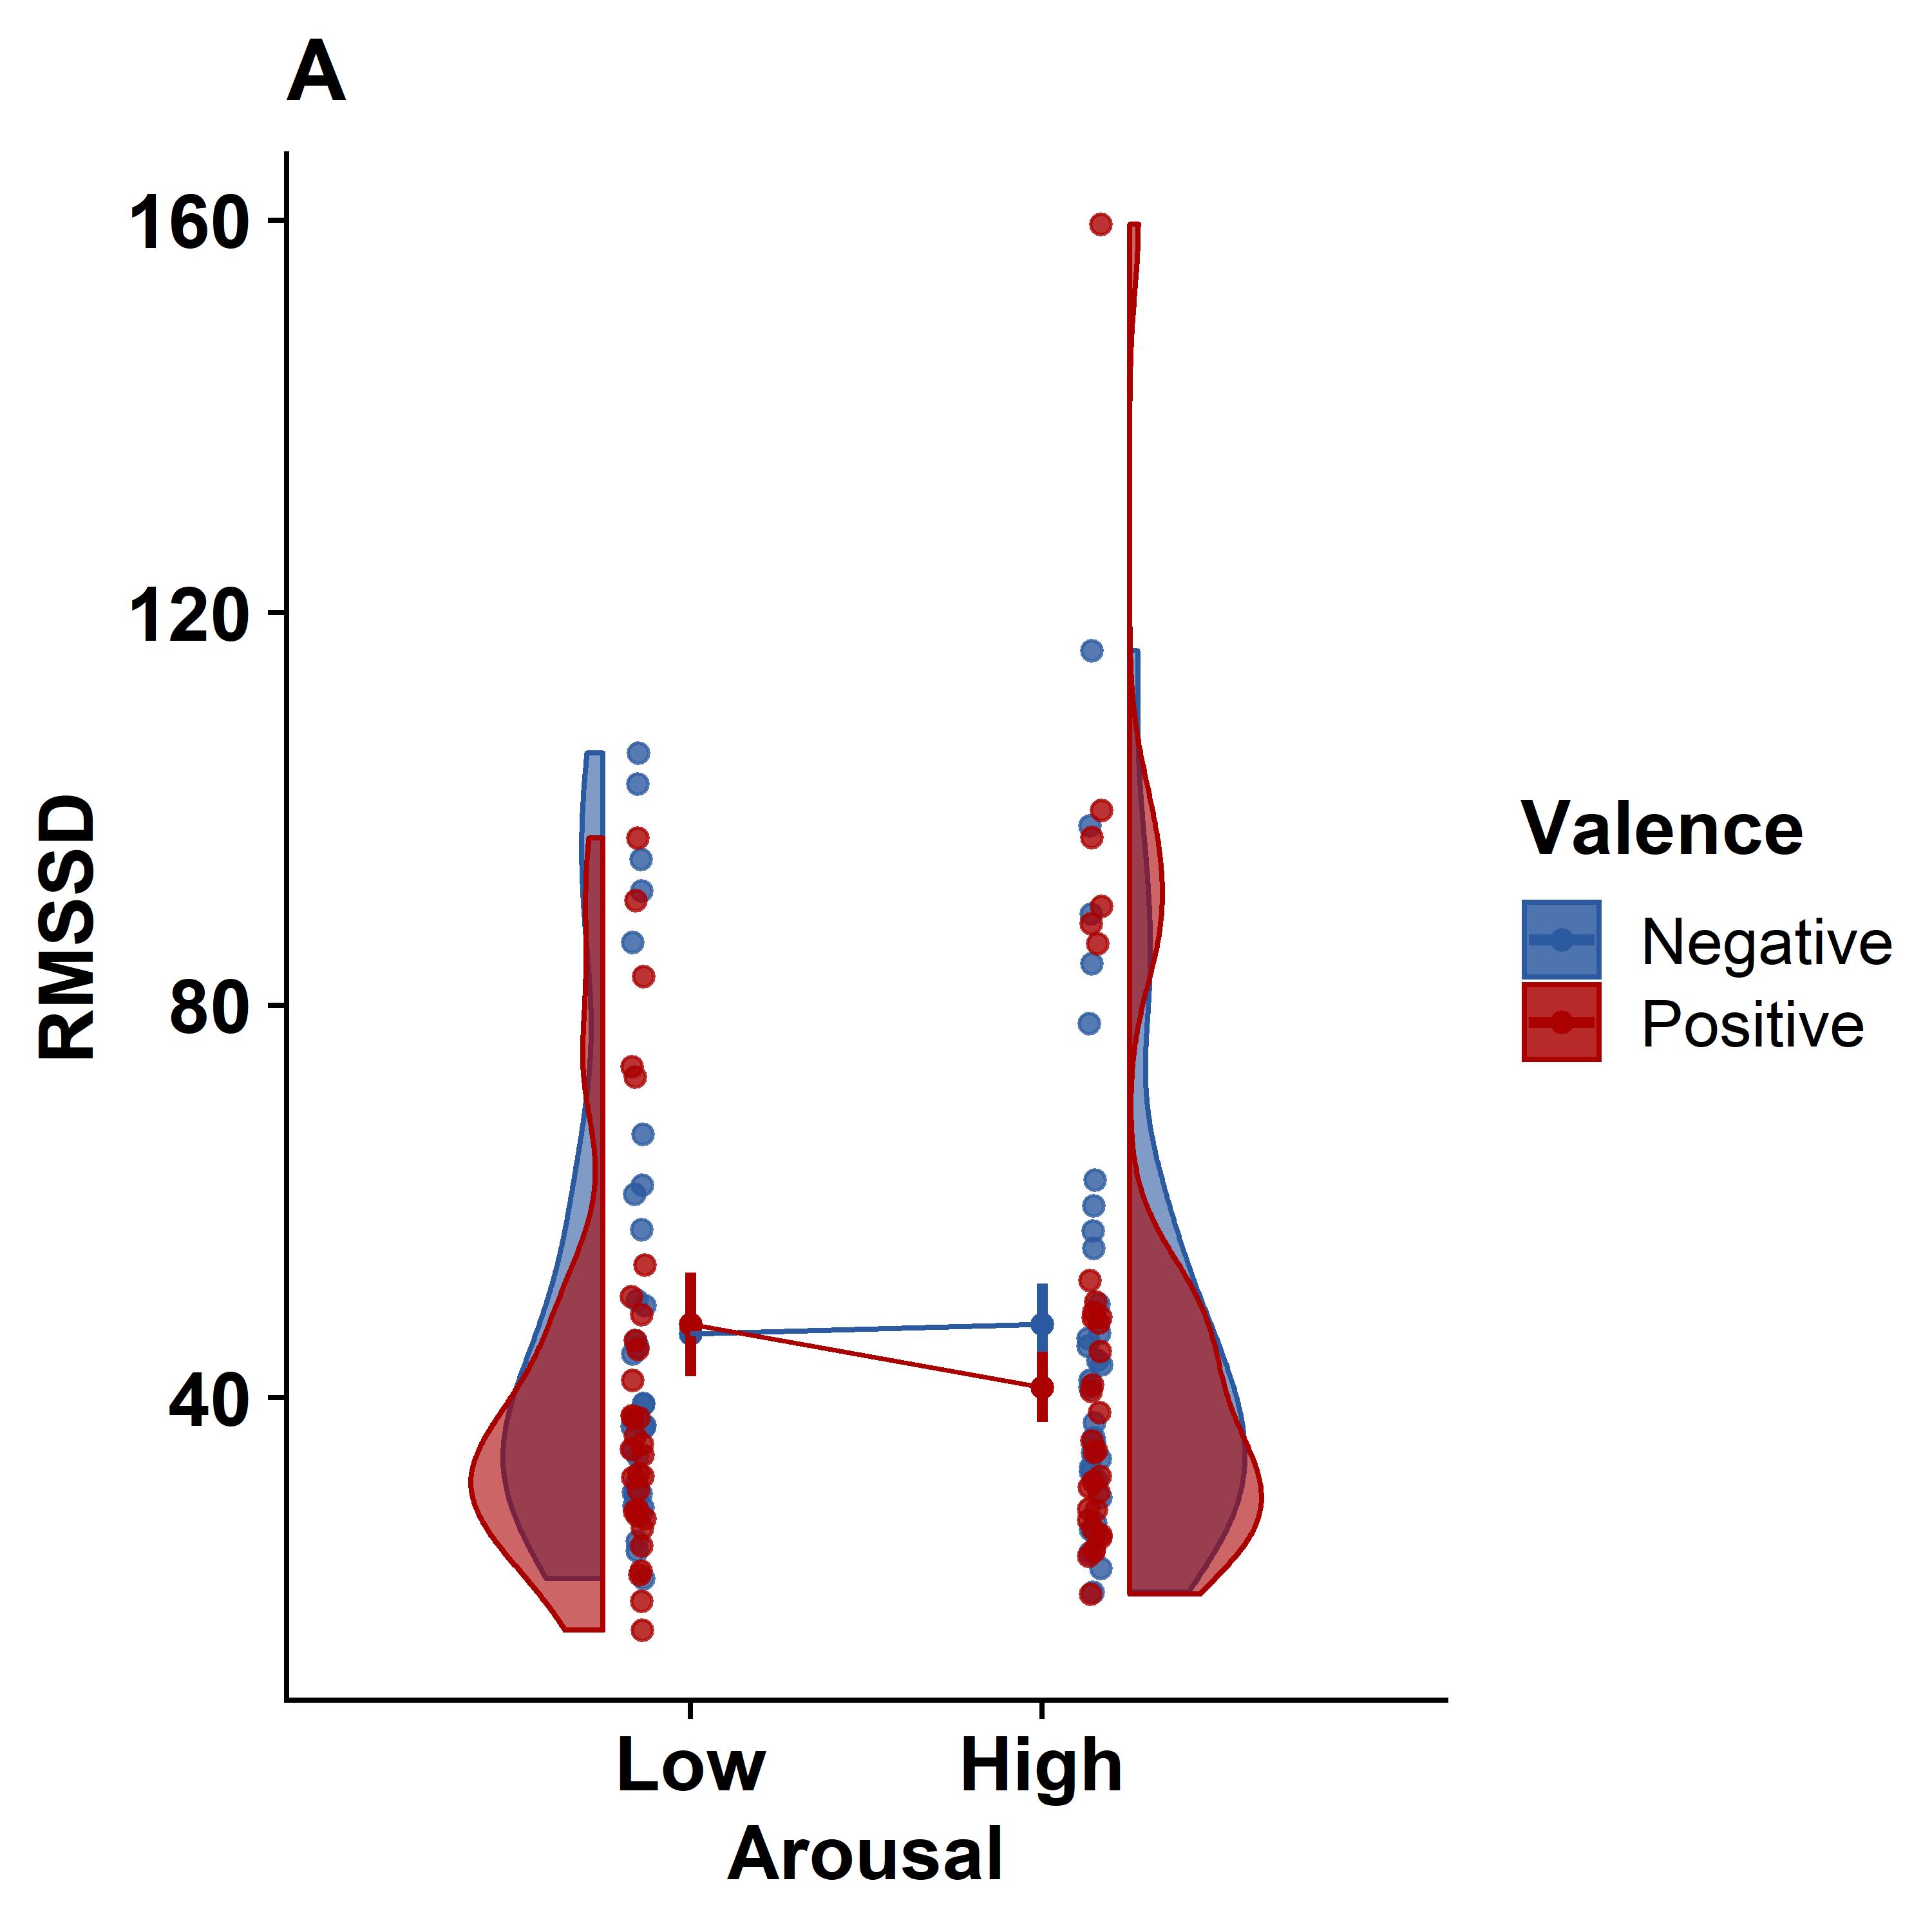 A
160
120
80
40
RMSSD
Low High
Arousal
Valence
Negative
Positive